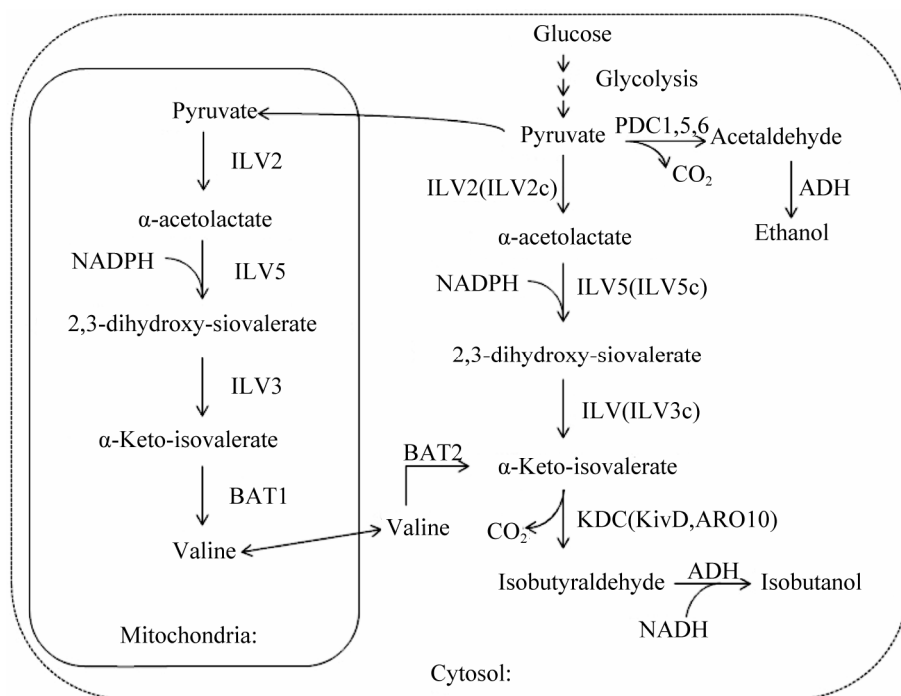 Glucose
Glycolysis
Pyruvate
Pyruvate
PDC1,5,6
Acetaldehyde
CO2
ILV2
ILV2(ILV2c)
ADH
α-acetolactate
α-acetolactate
Ethanol
NADPH
ILV5
NADPH
ILV5(ILV5c)
2,3-dihydroxy-siovalerate
2,3-dihydroxy-siovalerate
ILV3
ILV(ILV3c)
α-Keto-isovalerate
BAT2
α-Keto-isovalerate
BAT1
KDC(KivD,ARO10)
CO2
Valine
Valine
Isobutyraldehyde
ADH
Isobutanol
NADH
Mitochondria:
Cytosol: